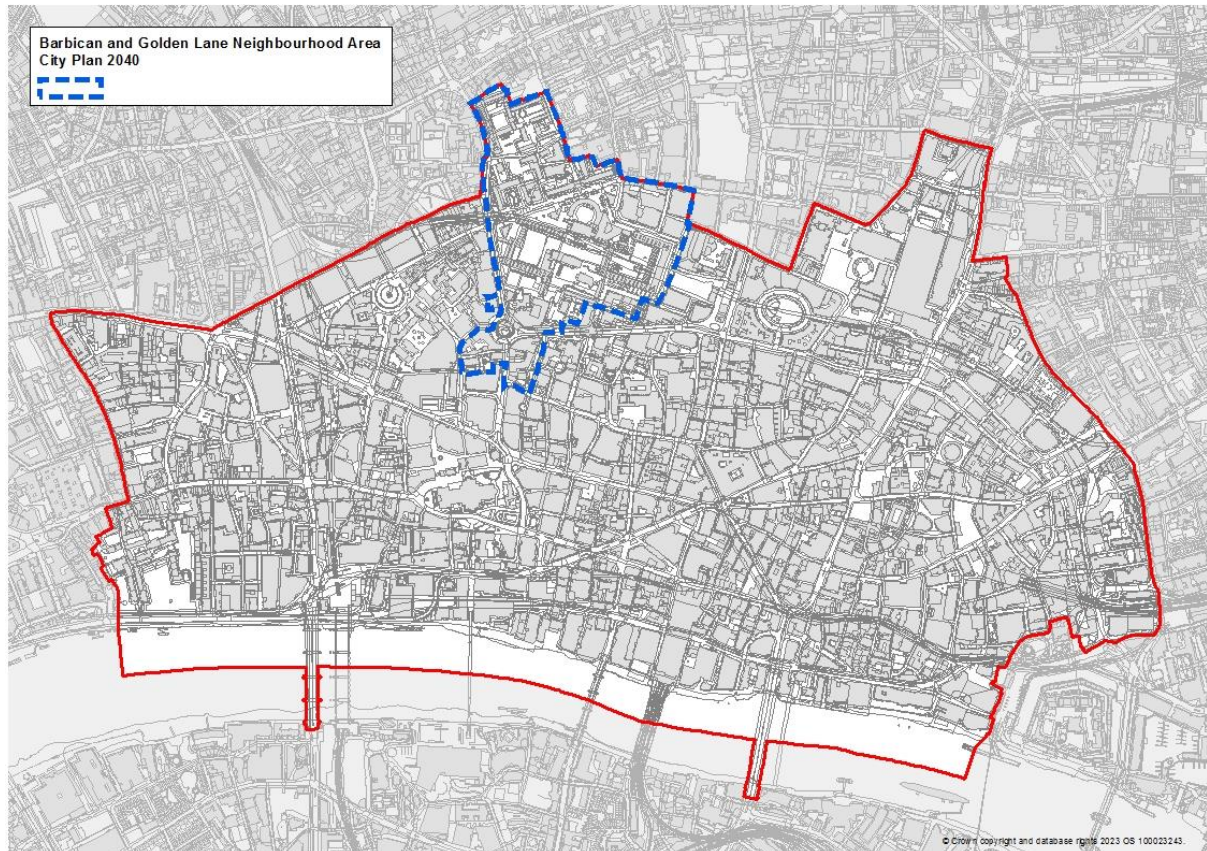 Barbican and Golden Lane Neighbourhood Area
City Plan 2040
© Crown copyright and database rights 2023 OS 100023243.